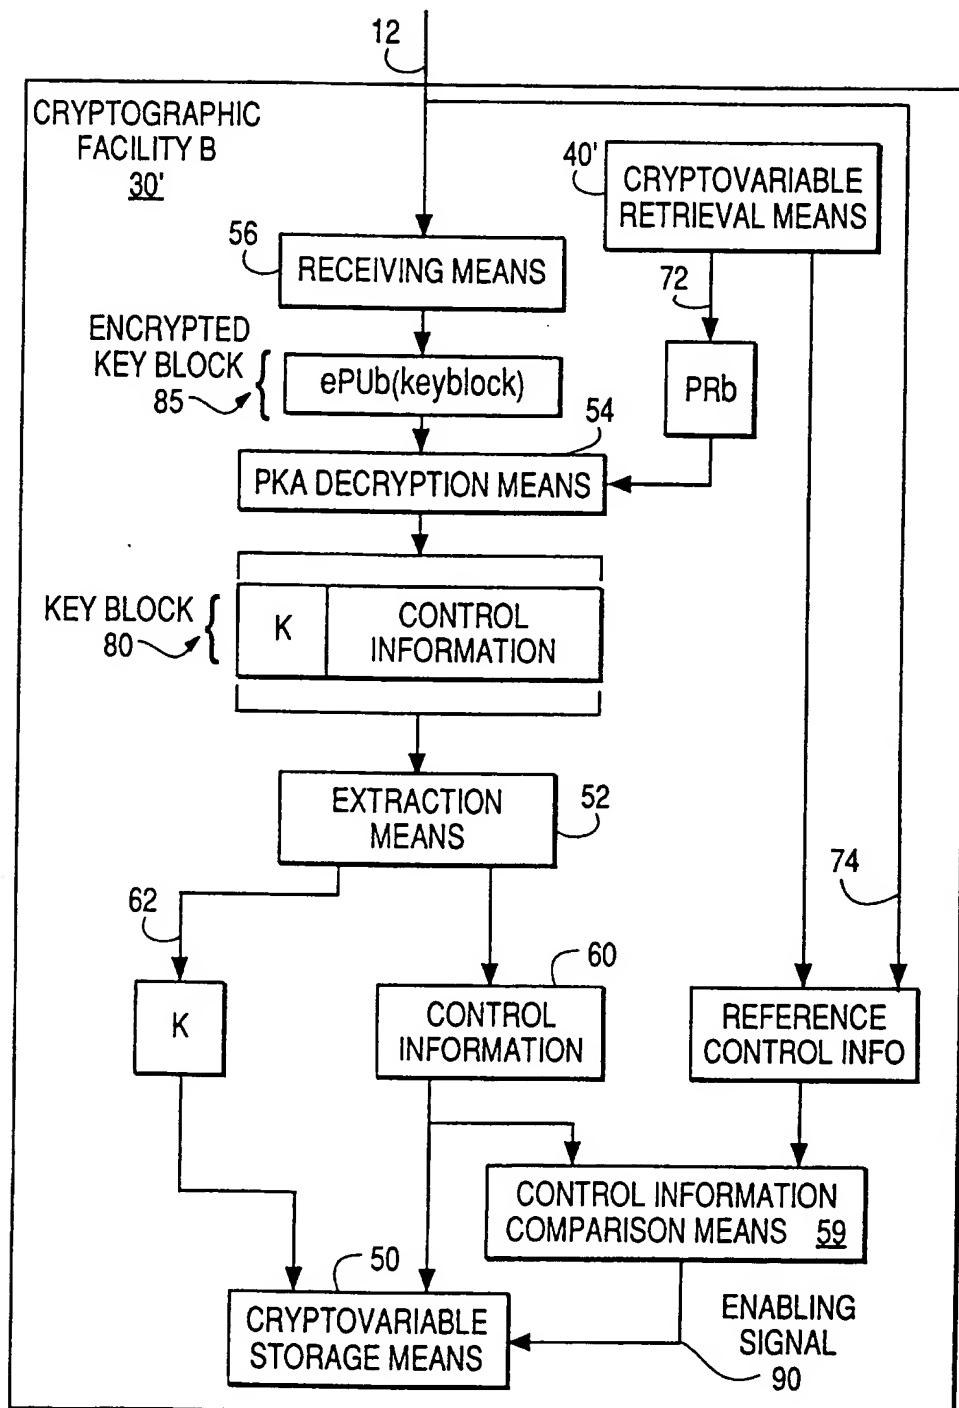 12
CRYPTOGRAPHIC
FACILITY B
30'
40'
CRYPTOVARIABLE
RETRIEVAL MEANS
56
RECEIVING MEANS
72
ENCRYPTED
KEY BLOCK
85
{
ePUb(keyblock)
PRb
54
PKA DECRYPTION MEANS
KEY BLOCK
80
{
K
CONTROL
INFORMATION
EXTRACTION
MEANS
52
62
74
60
K
CONTROL
INFORMATION
REFERENCE
CONTROL INFO
CONTROL INFORMATION
COMPARISON MEANS 59
50
CRYPTOVARIABLE
STORAGE MEANS
ENABLING
SIGNAL
90